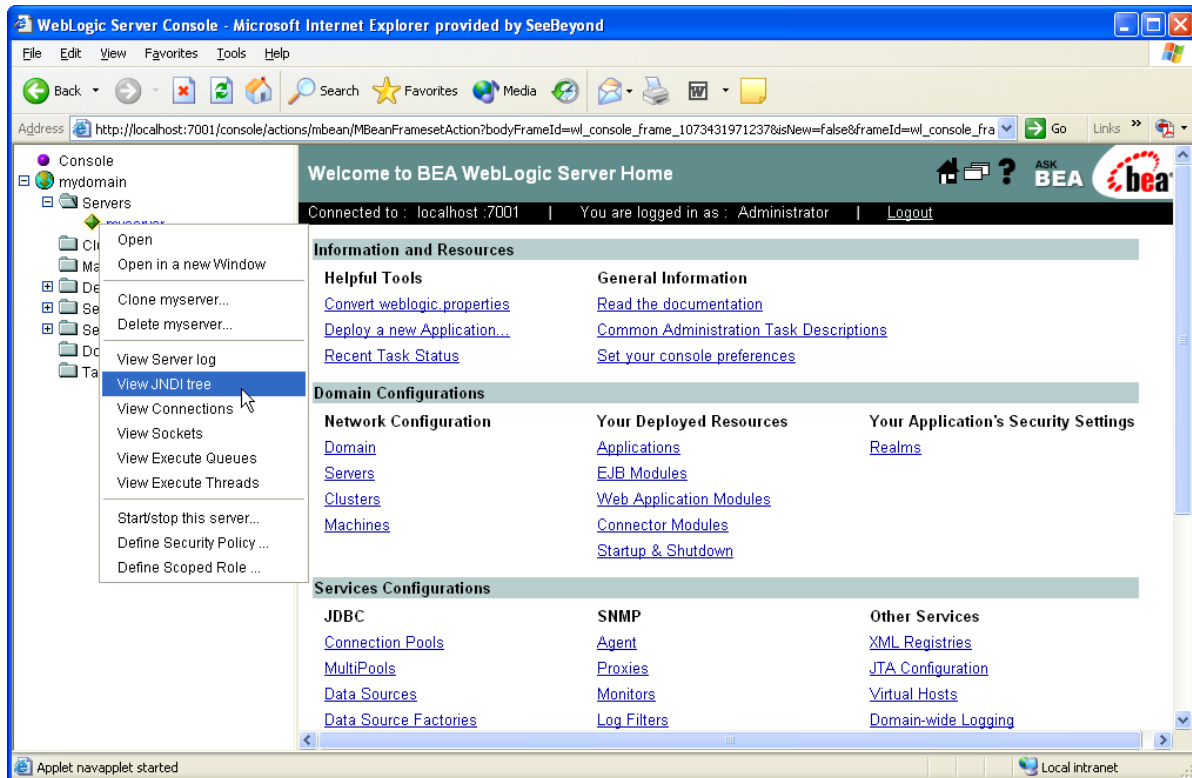 WebLogic Server Console - Microsoft Internet Explorer provided by SeeBeyond
File Edit View Favorites Tools Help
Back Search Favorites Media
Address http://localhost:7001/console/actions/mbean/MBeanFramesetAction?bodyFrameId=wl_console_frame_1073431971237&isNew=false&frameId=wl_console_fra Go Links »
Console
mydomain
Servers
myserver
Open
Open in a new Window
Clone myserver...
Delete myserver...
View Server log
View JNDI tree
View Connections
View Sockets
View Execute Queues
View Execute Threads
Start/stop this server...
Define Security Policy ...
Define Scoped Role ...
Welcome to BEA WebLogic Server Home
? ASK BEA bea
Connected to : localhost :7001 | You are logged in as : Administrator | Logout
Information and Resources
Helpful Tools General Information
Convert weblogic.properties Read the documentation
Deploy a new Application... Common Administration Task Descriptions
Recent Task Status Set your console preferences
Domain Configurations
Network Configuration Your Deployed Resources Your Application's Security Settings
Domain Applications Realms
Servers EJB Modules
Clusters Web Application Modules
Machines Connector Modules
Startup & Shutdown
Services Configurations
JDBC SNMP Other Services
Connection Pools Agent XML Registries
MultiPools Proxies JTA Configuration
Data Sources Monitors Virtual Hosts
Data Source Factories Log Filters Domain-wide Logging
Applet navapplet started Local intranet